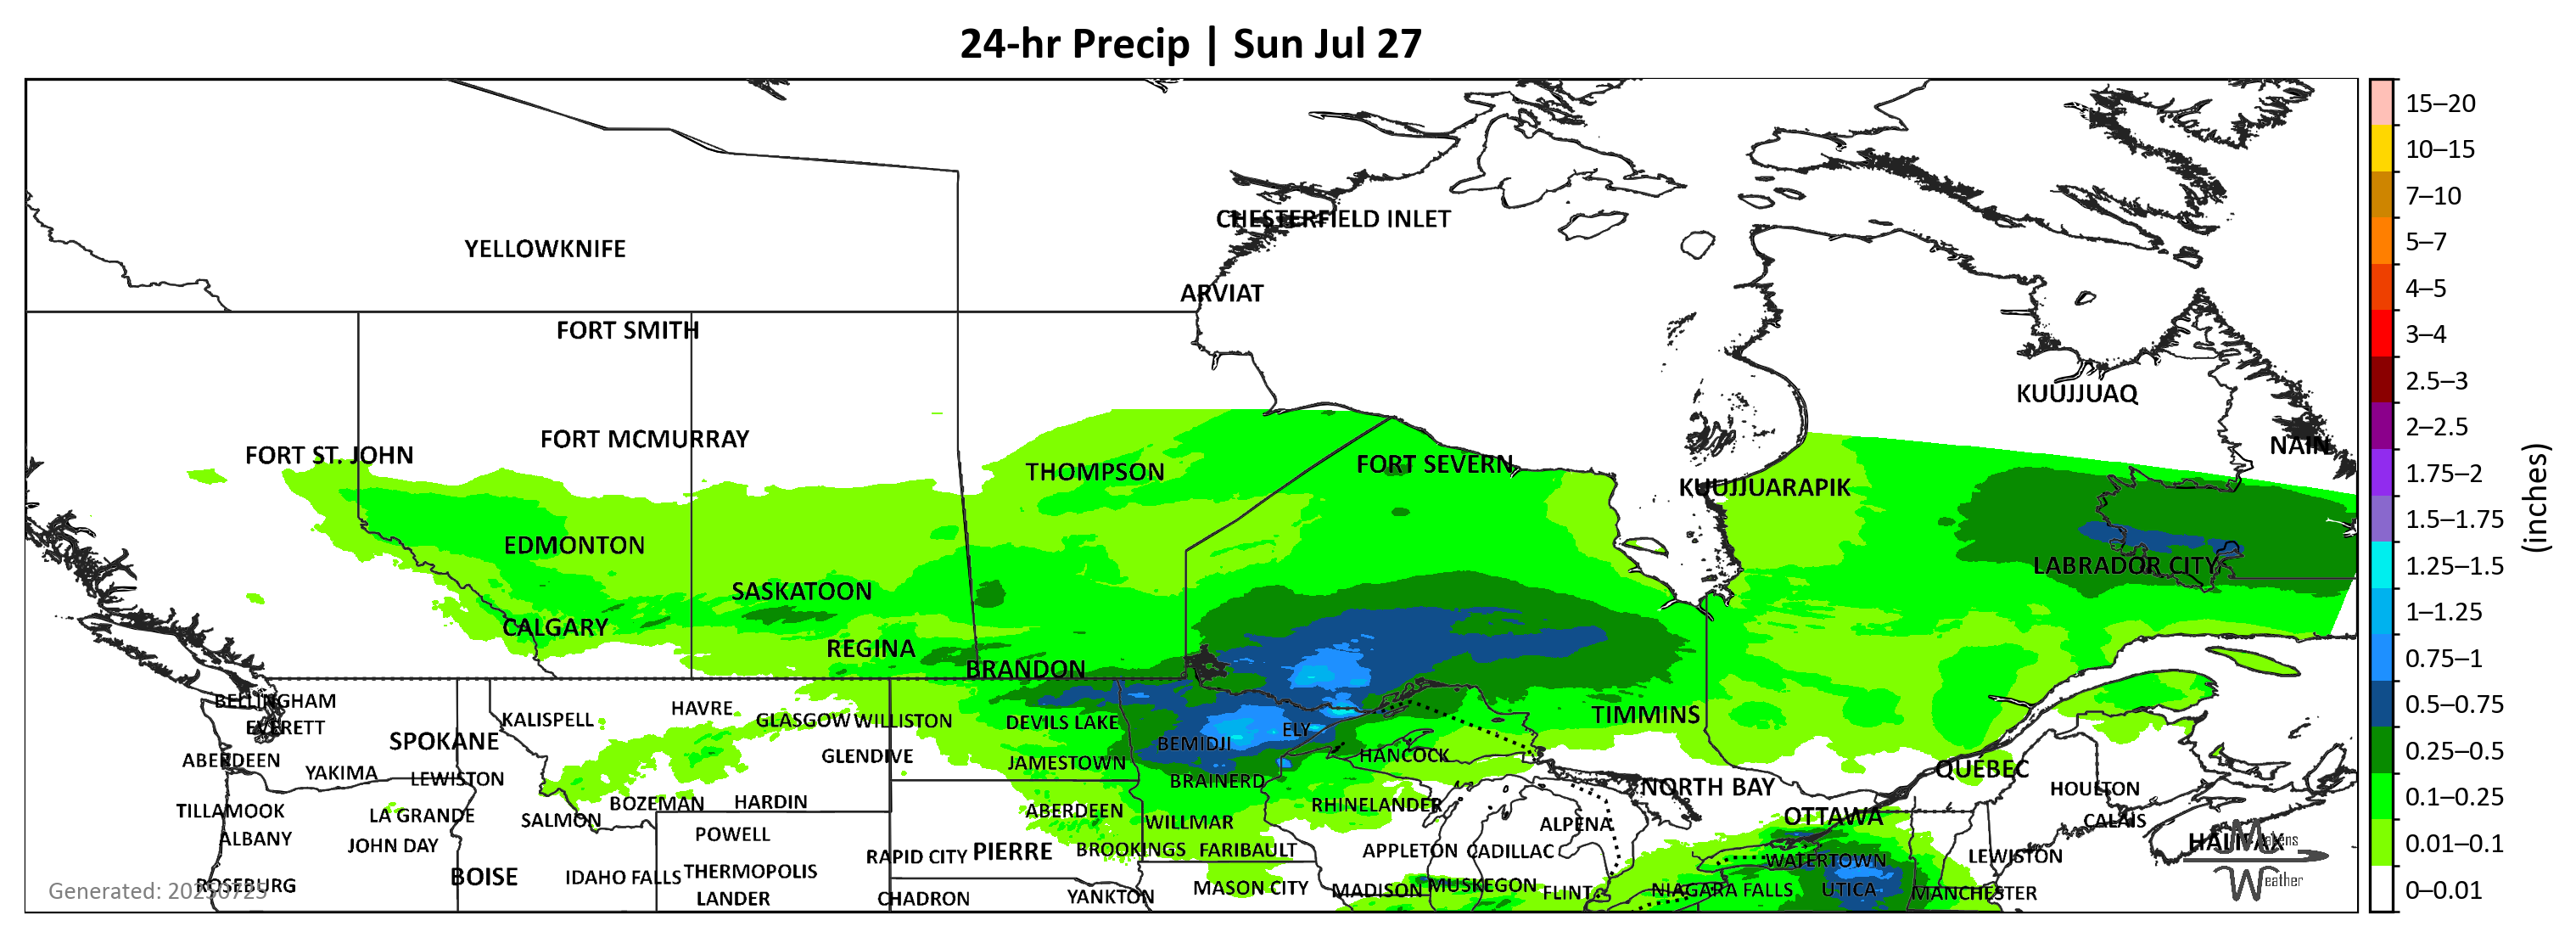 24-hr Precip | Sun Jul 27
15–20
10–15
7–10
5–7
4–5
3–4
2.5–3
2–2.5
1.75–2
1.5–1.75
1.25–1.5
1–1.25
0.75–1
0.5–0.75
0.25–0.5
0.1–0.25
0.01–0.1
0–0.01
(inches)
CHESTERFIELD INLET
YELLOWKNIFE
ARVIAT
FORT SMITH
KUUJJUAQ
FORT MCMURRAY
NAIN
FORT ST. JOHN
FORT SEVERN
THOMPSON
KUUJJUARAPIK
EDMONTON
LABRADOR CITY
SASKATOON
CALGARY
REGINA
BRANDON
BELLINGHAM
HAVRE
TIMMINS
KALISPELL
GLASGOW
WILLISTON
DEVILS LAKE
EVERETT
ELY
SPOKANE
BEMIDJI
GLENDIVE
HANCOCK
ABERDEEN
JAMESTOWN
QUÉBEC
YAKIMA
LEWISTON
BRAINERD
NORTH BAY
HOULTON
BOZEMAN
HARDIN
RHINELANDER
TILLAMOOK
LA GRANDE
SALMON
ABERDEEN
WILLMAR
ALPENA
OTTAWA
CALAIS
ALBANY
JOHN DAY
POWELL
HALIFAX
Makens
Weather
RAPID CITY
PIERRE
BROOKINGS
FARIBAULT
APPLETON
CADILLAC
WATERTOWN
LEWISTON
BOISE
IDAHO FALLS
THERMOPOLIS
ROSEBURG
MASON CITY
MADISON
MUSKEGON
FLINT
NIAGARA FALLS
UTICA
MANCHESTER
LANDER
CHADRON
YANKTON
Generated: 20250725